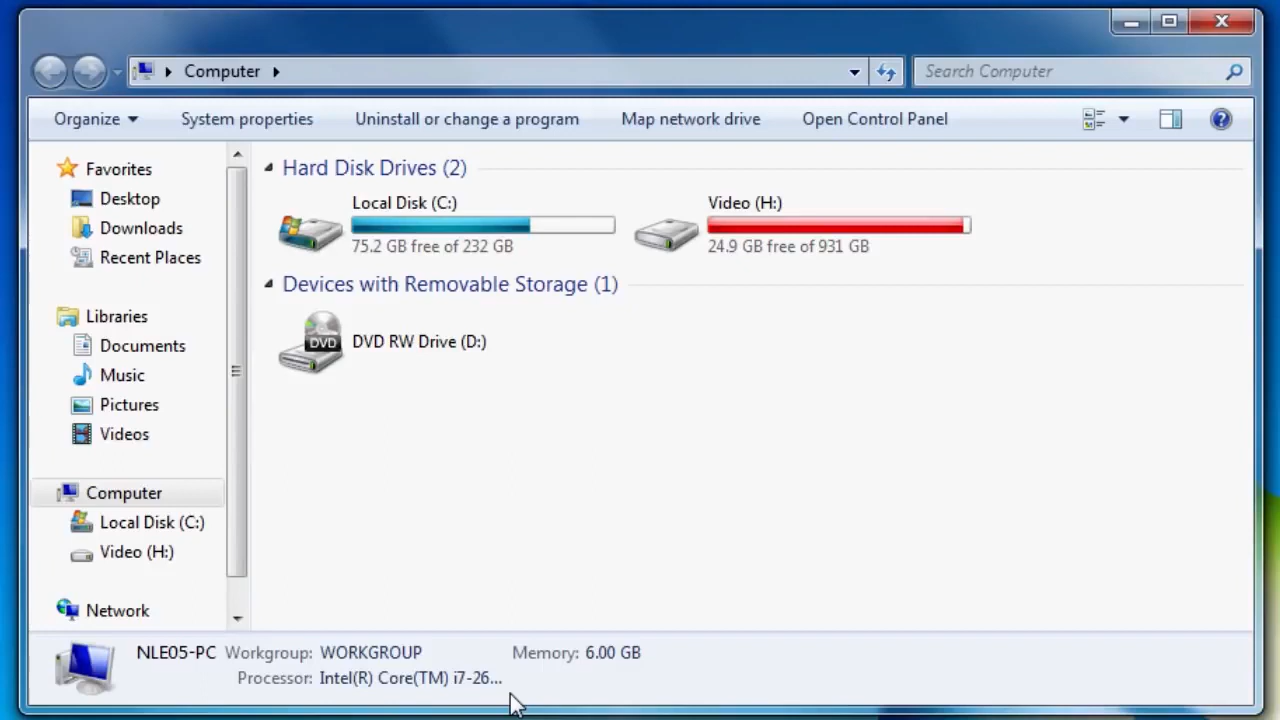 Computer
Search Computer
Organize
System properties
Uninstall or change a program
Map network drive
Open Control Panel
Favorites
Desktop
Downloads
Recent Places
Libraries
Documents
Music
Pictures
Videos
Computer
Local Disk (C:)
Video (H:)
Network
Hard Disk Drives (2)
Local Disk (C:)
75.2 GB free of 232 GB
Video (H:)
24.9 GB free of 931 GB
Devices with Removable Storage (1)
DVD
DVD RW Drive (D:)
NLE05-PC Workgroup: WORKGROUP Memory: 6.00 GB
Processor: Intel(R) Core(TM) i7-26...